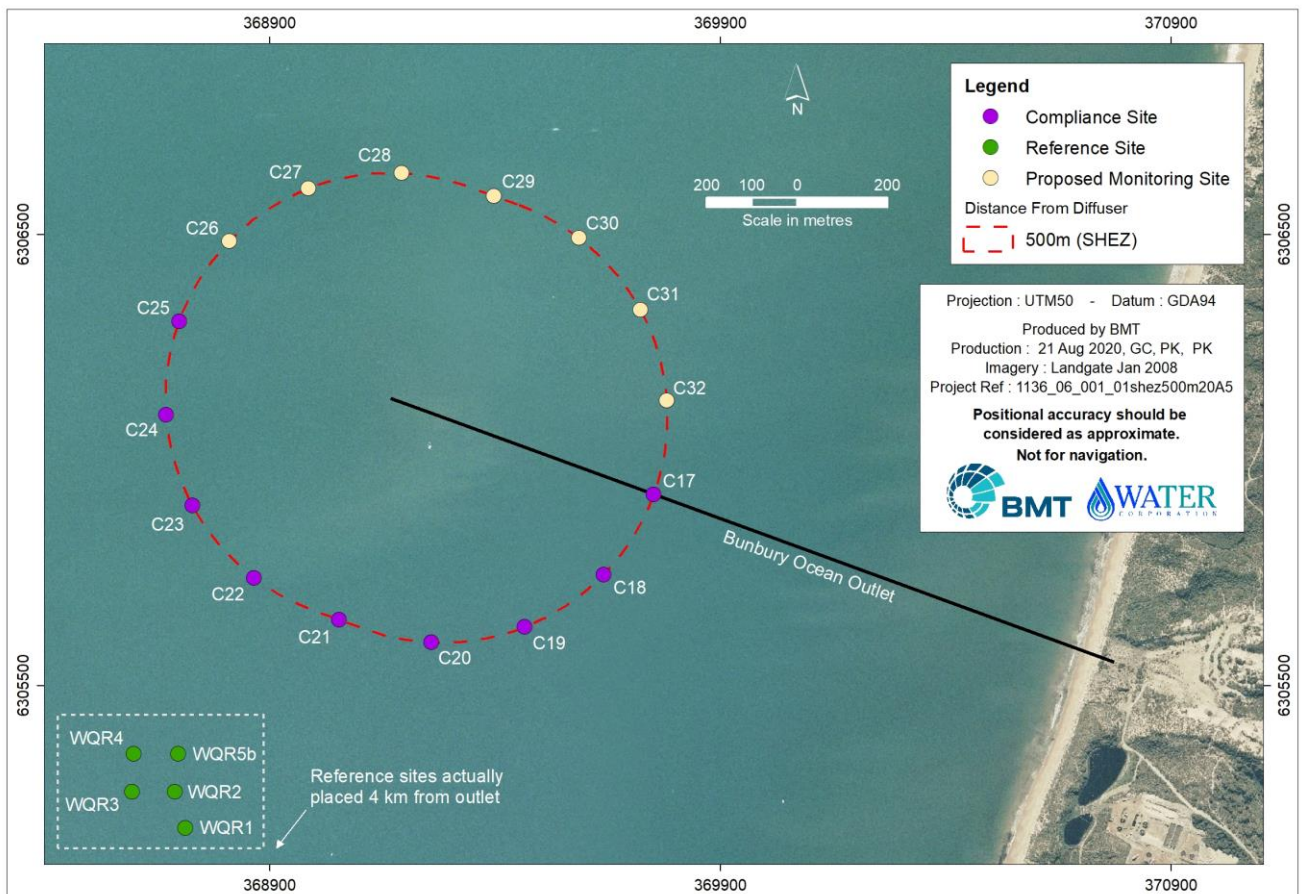 368900
369900
370900
6306500
6305500
6306500
6305500
368900
369900
370900
N
200 100 0 200
Scale in metres
Legend
Compliance Site
Reference Site
Proposed Monitoring Site
Distance From Diffuser
500m (SHEZ)
Projection : UTM50 - Datum : GDA94
Produced by BMT
Production : 21 Aug 2020, GC, PK, PK
Imagery : Landgate Jan 2008
Project Ref : 1136_06_001_01shez500m20A5
Positional accuracy should be
considered as approximate.
Not for navigation.
BMT
WATER
CORPORATION
C28
C27
C29
C26
C30
C25
C31
C32
C24
C17
C23
Bunbury Ocean Outlet
C22
C18
C21
C20
C19
WQR4
WQR5b
WQR3
WQR2
WQR1
Reference sites actually
placed 4 km from outlet